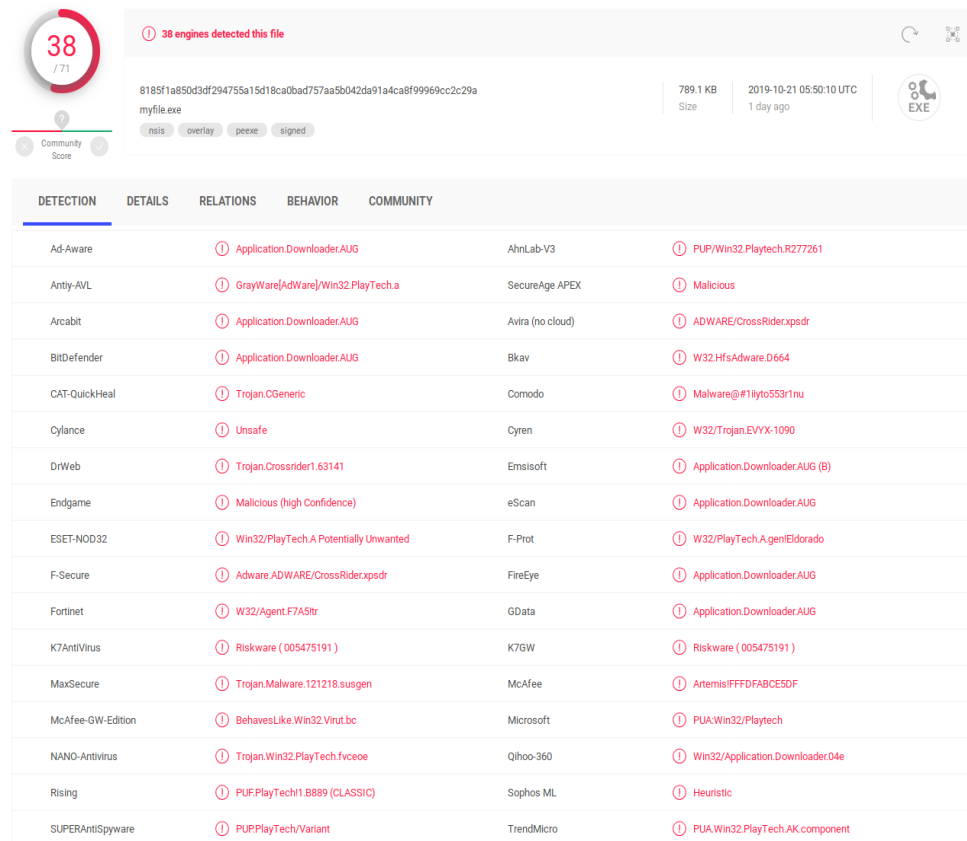 38
/ 71
?
Community
Score
38 engines detected this file
8185f1a850d3df294755a15d18ca0bad757aa5b042da91a4ca8f99969cc2c29a
myfile.exe
nsis overlay peexe signed
789.1 KB
Size
2019-10-21 05:50:10 UTC
1 day ago
EXE
DETECTION DETAILS RELATIONS BEHAVIOR COMMUNITY
Ad-Aware Application.Downloader.AUG AhnLab-V3 PUP/Win32.Playtech.R277261
Antiy-AVL GrayWare[AdWare]/Win32.PlayTech.a SecureAge APEX Malicious
Arcabit Application.Downloader.AUG Avira (no cloud) ADWARE/CrossRider.xpsdr
BitDefender Application.Downloader.AUG Bkav W32.HfsAdware.D664
CAT-QuickHeal Trojan.CGeneric Comodo Malware@#1iiyto553r1nu
Cylance Unsafe Cyren W32/Trojan.EVYX-1090
DrWeb Trojan.Crossrider1.63141 Emsisoft Application.Downloader.AUG (B)
Endgame Malicious (high Confidence) eScan Application.Downloader.AUG
ESET-NOD32 Win32/PlayTech.A Potentially Unwanted F-Prot W32/PlayTech.A.gen!Eldorado
F-Secure Adware.ADWARE/CrossRider.xpsdr FireEye Application.Downloader.AUG
Fortinet W32/Agent.F7A5!tr GData Application.Downloader.AUG
K7AntiVirus Riskware ( 005475191 ) K7GW Riskware ( 005475191 )
MaxSecure Trojan.Malware.121218.susgen McAfee Artemis!FFFDFABCE5DF
McAfee-GW-Edition BehavesLike.Win32.Virut.bc Microsoft PUA:Win32/Playtech
NANO-Antivirus Trojan.Win32.PlayTech.fvceoe Qihoo-360 Win32/Application.Downloader.04e
Rising PUF.PlayTech!1.B889 (CLASSIC) Sophos ML Heuristic
SUPERAntiSpyware PUP.PlayTech/Variant TrendMicro PUA.Win32.PlayTech.AK.component